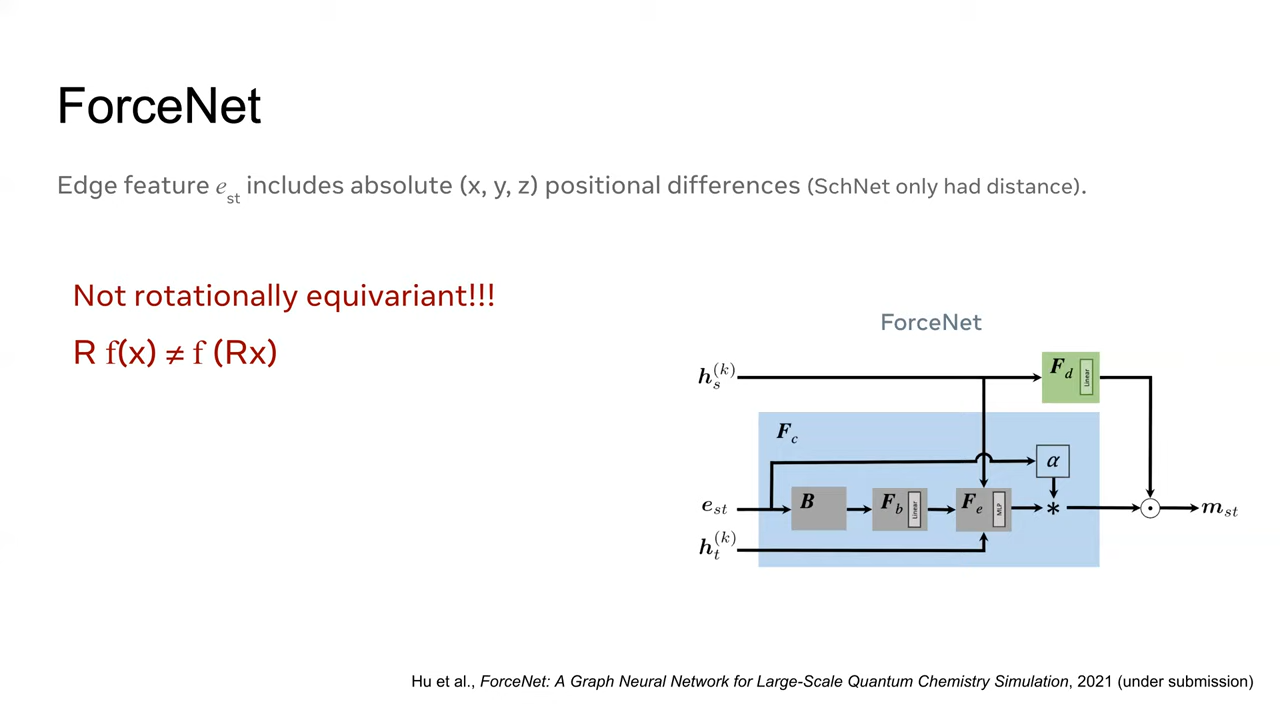 ForceNet
Edge feature e_st includes absolute (x, y, z) positional differences (SchNet only had distance).
Not rotationally equivariant!!!
R f(x) ≠ f (Rx)
ForceNet
h_s^(k)
F_d
Linear
F_c
α
e_st
B
F_b
Linear
F_e
MLP
*
m_st
h_t^(k)
Hu et al., ForceNet: A Graph Neural Network for Large-Scale Quantum Chemistry Simulation, 2021 (under submission)